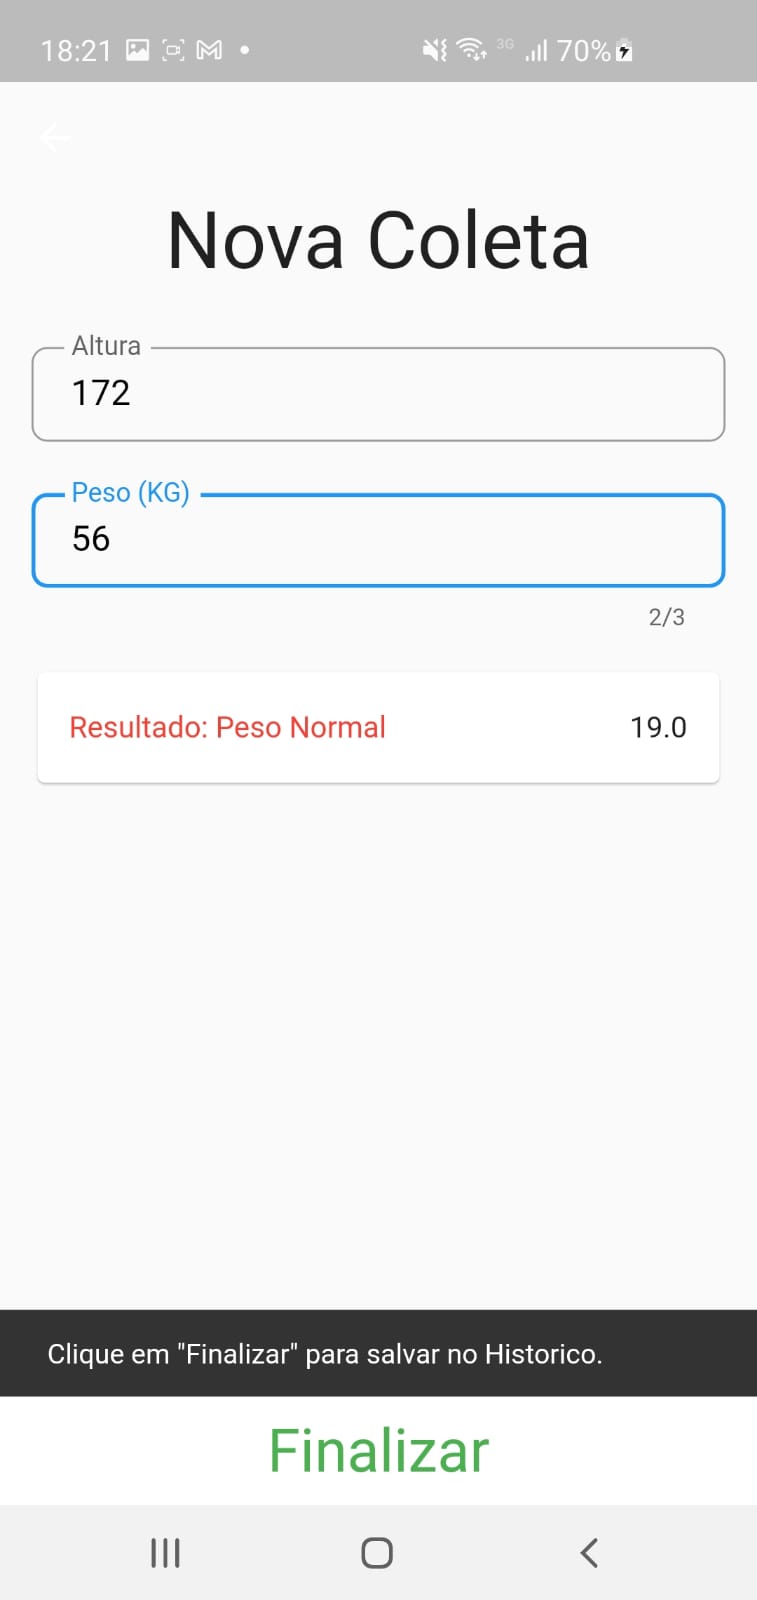 18:21 3G 70%
Nova Coleta
Altura
172
Peso (KG)
56
2/3
Resultado: Peso Normal 19.0
Clique em "Finalizar" para salvar no Historico.
Finalizar